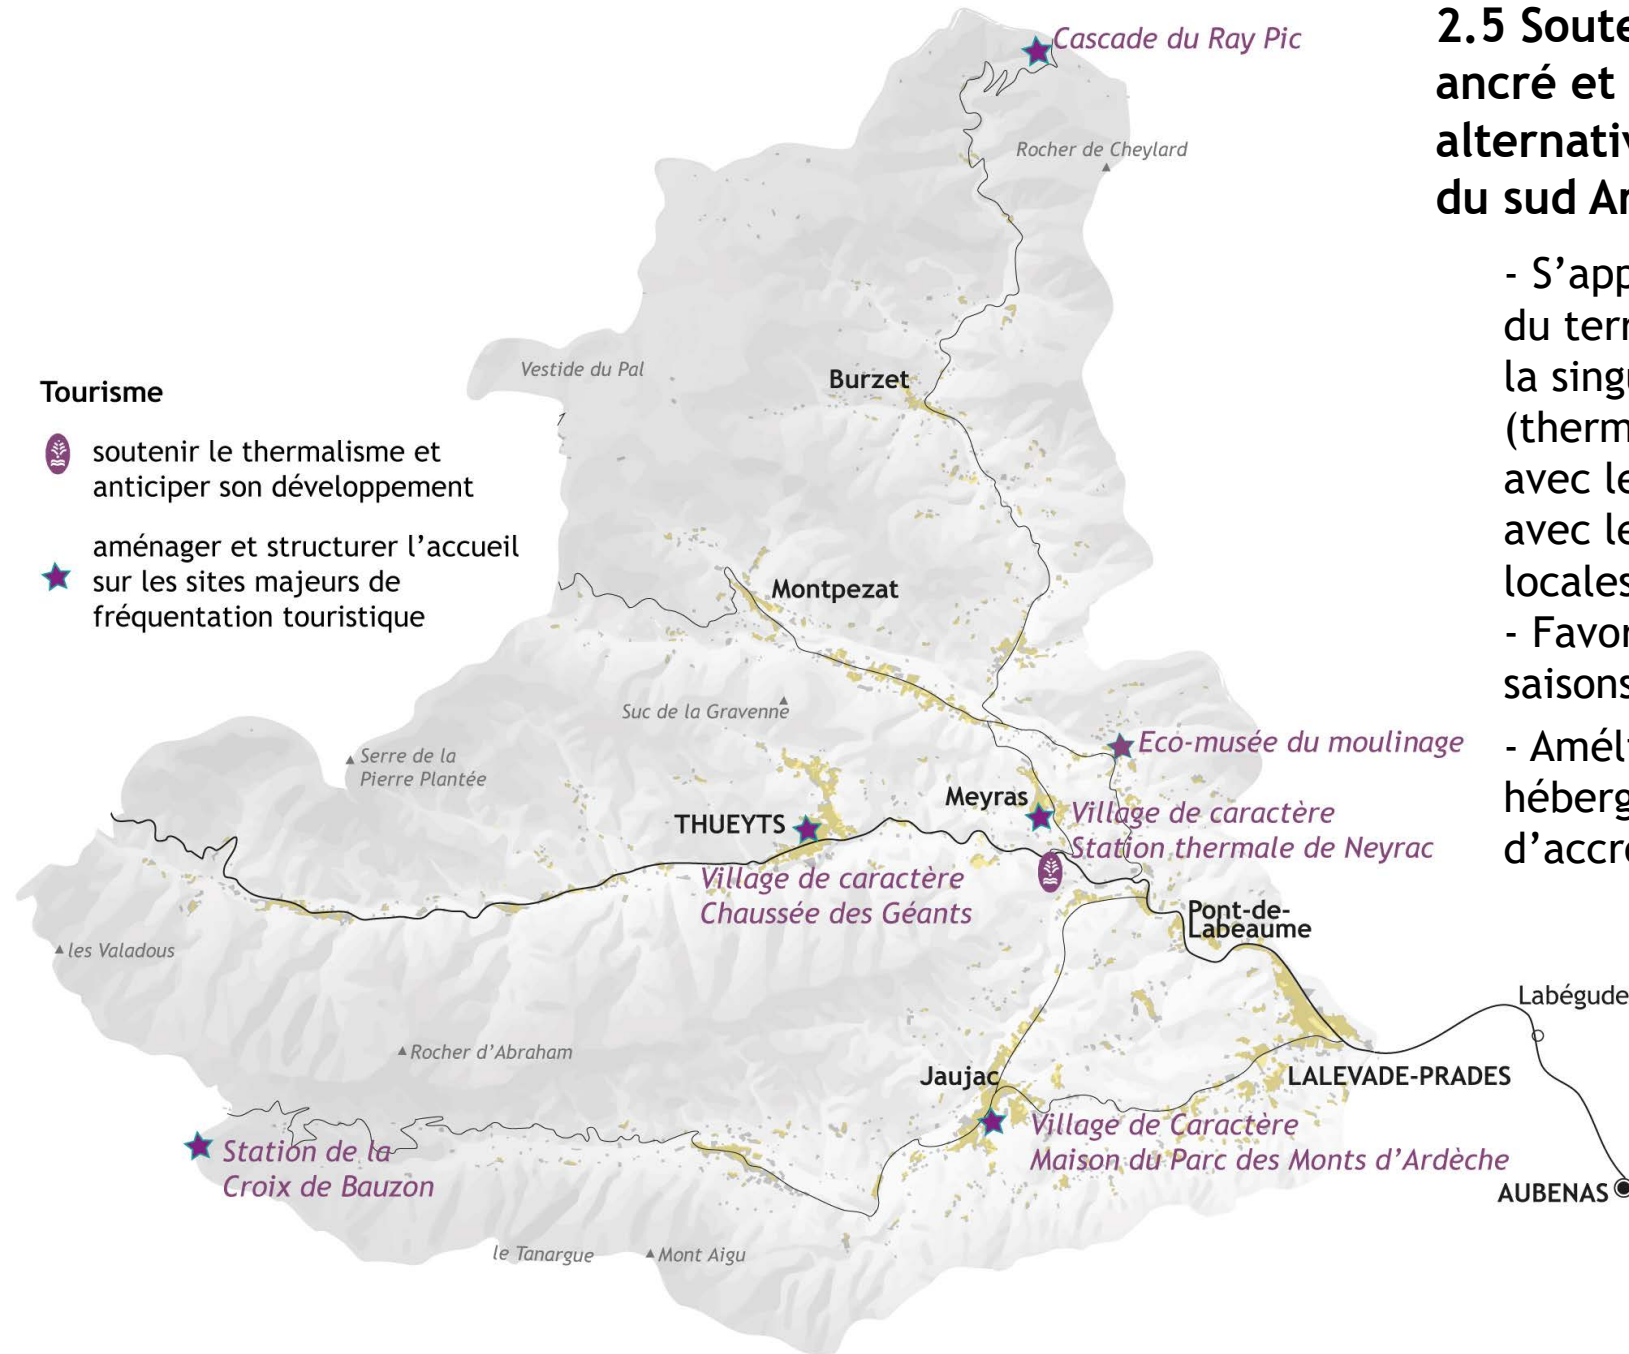 2.5 Soute
ancré et
alternativ
du sud Ar
- S’app
du terr
la singu
(therm
avec le
avec le
locales
- Favor
saisons
- Améli
héberg
d’accro
Tourisme
soutenir le thermalisme et
anticiper son développement
aménager et structurer l’accueil
sur les sites majeurs de
fréquentation touristique
Cascade du Ray Pic
Rocher de Cheylard
Vestide du Pal
Burzet
Montpezat
Suc de la Gravenne
Serre de la
Pierre Plantée
Eco-musée du moulinage
Meyras
Village de caractère
Station thermale de Neyrac
THUEYTS
Village de caractère
Chaussée des Géants
Pont-de-
Labeaume
les Valadous
Labégude
Rocher d’Abraham
Jaujac
LALEVADE-PRADES
Village de Caractère
Maison du Parc des Monts d’Ardèche
Station de la
Croix de Bauzon
AUBENAS
le Tanargue
Mont Aigu